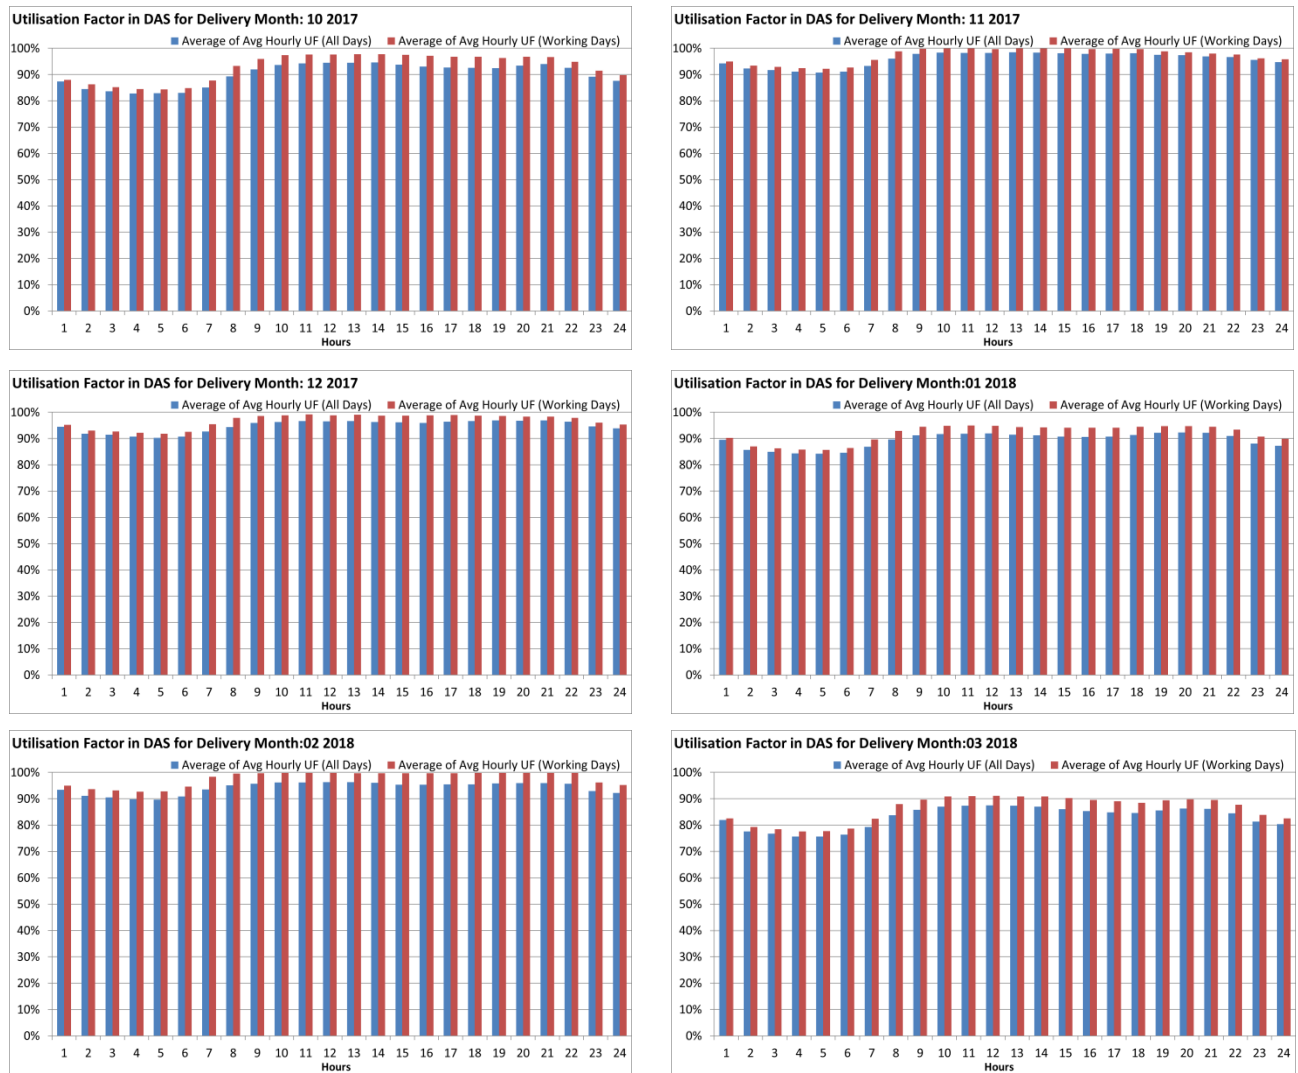 Utilisation Factor in DAS for Delivery Month: 10 2017
Average of Avg Hourly UF (All Days) Average of Avg Hourly UF (Working Days)
100%
90%
80%
70%
60%
50%
40%
30%
20%
10%
0%
1 2 3 4 5 6 7 8 9 10 11 12 13 14 15 16 17 18 19 20 21 22 23 24
Hours
Utilisation Factor in DAS for Delivery Month: 11 2017
Average of Avg Hourly UF (All Days) Average of Avg Hourly UF (Working Days)
100%
90%
80%
70%
60%
50%
40%
30%
20%
10%
0%
1 2 3 4 5 6 7 8 9 10 11 12 13 14 15 16 17 18 19 20 21 22 23 24
Hours
Utilisation Factor in DAS for Delivery Month: 12 2017
Average of Avg Hourly UF (All Days) Average of Avg Hourly UF (Working Days)
100%
90%
80%
70%
60%
50%
40%
30%
20%
10%
0%
1 2 3 4 5 6 7 8 9 10 11 12 13 14 15 16 17 18 19 20 21 22 23 24
Hours
Utilisation Factor in DAS for Delivery Month:01 2018
Average of Avg Hourly UF (All Days) Average of Avg Hourly UF (Working Days)
100%
90%
80%
70%
60%
50%
40%
30%
20%
10%
0%
1 2 3 4 5 6 7 8 9 10 11 12 13 14 15 16 17 18 19 20 21 22 23 24
Hours
Utilisation Factor in DAS for Delivery Month:02 2018
Average of Avg Hourly UF (All Days) Average of Avg Hourly UF (Working Days)
100%
90%
80%
70%
60%
50%
40%
30%
20%
10%
0%
1 2 3 4 5 6 7 8 9 10 11 12 13 14 15 16 17 18 19 20 21 22 23 24
Hours
Utilisation Factor in DAS for Delivery Month:03 2018
Average of Avg Hourly UF (All Days) Average of Avg Hourly UF (Working Days)
100%
90%
80%
70%
60%
50%
40%
30%
20%
10%
0%
1 2 3 4 5 6 7 8 9 10 11 12 13 14 15 16 17 18 19 20 21 22 23 24
Hours